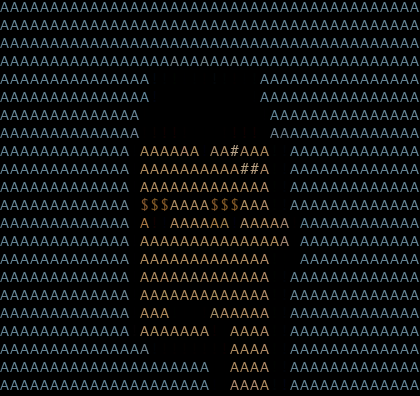 AAAAAAAAAAAAAAAAAAAAAAAAAAAAAAAAAAAAAAAAAA
AAAAAAAAAAAAAAAAAAAAAAAAAAAAAAAAAAAAAAAAAA
AAAAAAAAAAAAAAAAAAAAAAAAAAAAAAAAAAAAAAAAAA
AAAAAAAAAAAAAAAAAAAAAAAAAAAAAAAAAAAAAAAAAA
AAAAAAAAAAAAAAA           AAAAAAAAAAAAAAAA
AAAAAAAAAAAAAAA           AAAAAAAAAAAAAAAA
AAAAAAAAAAAAAA             AAAAAAAAAAAAAAA
AAAAAAAAAAAAAA             AAAAAAAAAAAAAAA
AAAAAAAAAAAAA AAAAAA AA#AAA  AAAAAAAAAAAAA
AAAAAAAAAAAAA AAAAAAAAAA##A  AAAAAAAAAAAAA
AAAAAAAAAAAAA AAAAAAAAAAAAA  AAAAAAAAAAAAA
AAAAAAAAAAAAA $$$AAAA$$$AAA  AAAAAAAAAAAAA
AAAAAAAAAAAAA A  AAAAAA AAAAA AAAAAAAAAAAA
AAAAAAAAAAAAA AAAAAAAAAAAAAAA AAAAAAAAAAAA
AAAAAAAAAAAAA AAAAAAAAAAAAA   AAAAAAAAAAAA
AAAAAAAAAAAAA AAAAAAAAAAAAA  AAAAAAAAAAAAA
AAAAAAAAAAAAA AAAAAAAAAAAAA  AAAAAAAAAAAAA
AAAAAAAAAAAAA AAA    AAAAAA  AAAAAAAAAAAAA
AAAAAAAAAAAAA AAAAAAA  AAAA  AAAAAAAAAAAAA
AAAAAAAAAAAAAAA        AAAA  AAAAAAAAAAAAA
AAAAAAAAAAAAAAAAAAAAA  AAAA  AAAAAAAAAAAAA
AAAAAAAAAAAAAAAAAAAAA  AAAA  AAAAAAAAAAAAA